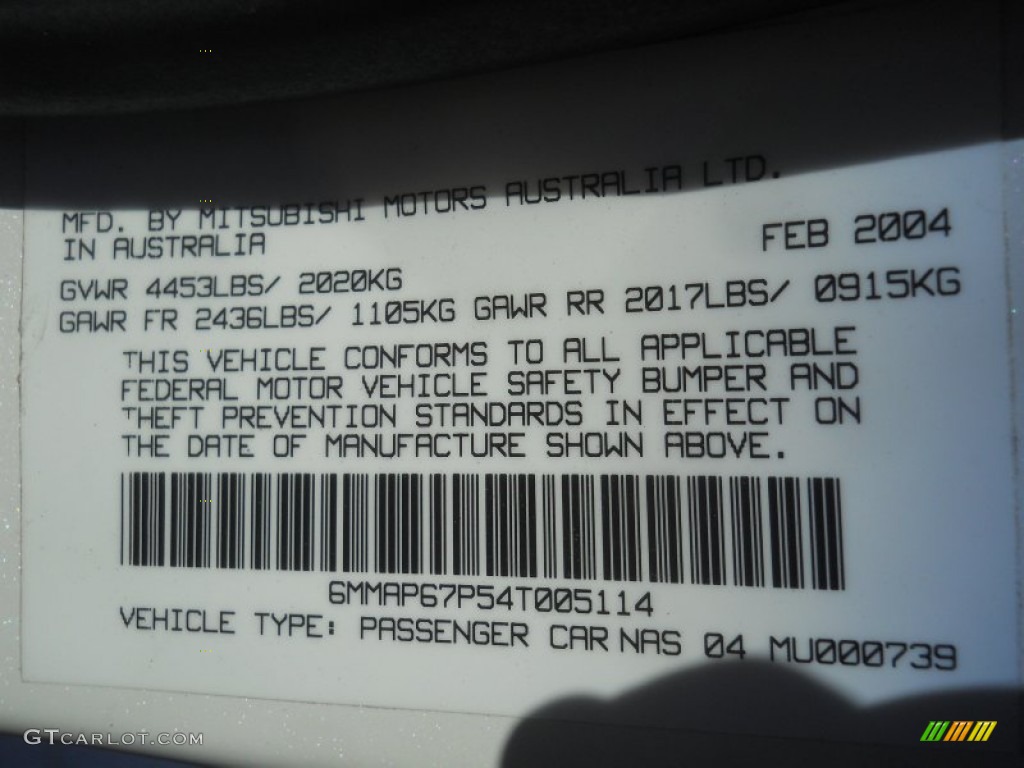 MFD. BY MITSUBISHI MOTORS AUSTRALIA LTD.
IN AUSTRALIA FEB 2004
GVWR 4453LBS/ 2020KG
GAWR FR 2436LBS/ 1105KG GAWR RR 2017LBS/ 0915KG
THIS VEHICLE CONFORMS TO ALL APPLICABLE
FEDERAL MOTOR VEHICLE SAFETY BUMPER AND
THEFT PREVENTION STANDARDS IN EFFECT ON
THE DATE OF MANUFACTURE SHOWN ABOVE.
6MMAP67P54T005114
VEHICLE TYPE: PASSENGER CAR NAS 04 MU000739
GTCARLOT.COM